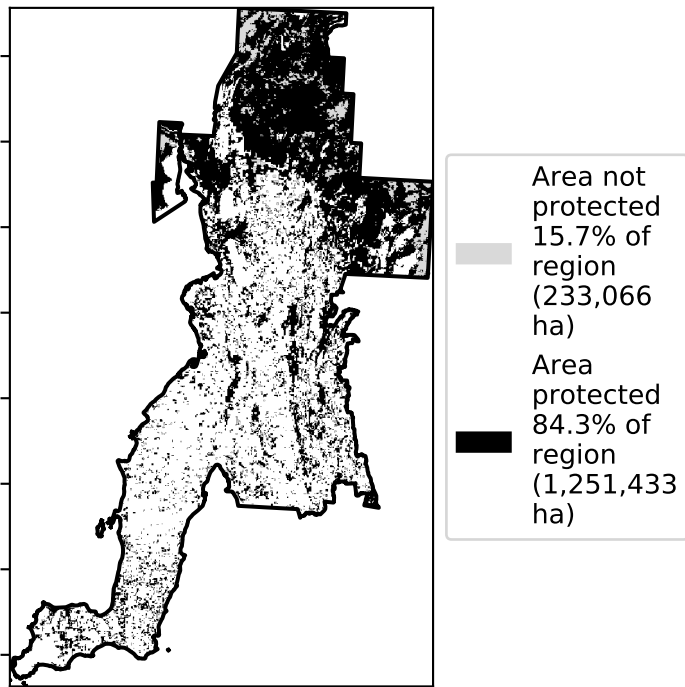 Area not
protected
15.7% of
region
(233,066
ha)
Area
protected
84.3% of
region
(1,251,433
ha)